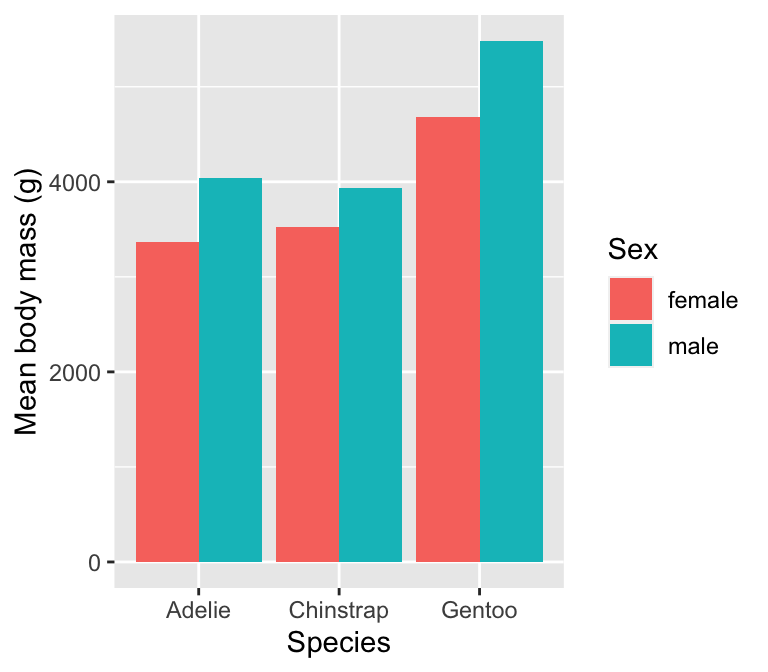 Mean body mass (g)
4000
2000
0
Adelie
Chinstrap
Gentoo
Species
Sex
female
male